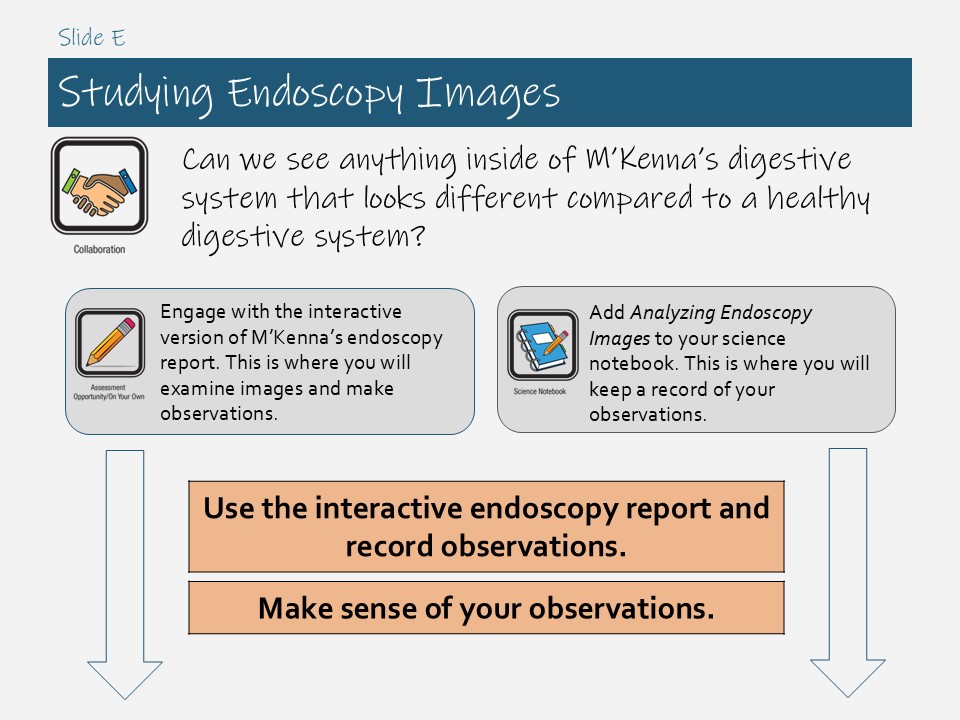 Slide E
Studying Endoscopy Images
Can we see anything inside of M’Kenna’s digestive
system that looks different compared to a healthy
digestive system?
Collaboration
Engage with the interactive
version of M’Kenna’s endoscopy
report. This is where you will
examine images and make
observations.
Assessment
Opportunity/On Your Own
Add Analyzing Endoscopy
Images to your science
notebook. This is where you will
keep a record of your
observations.
Science Notebook
Use the interactive endoscopy report and
record observations.
Make sense of your observations.